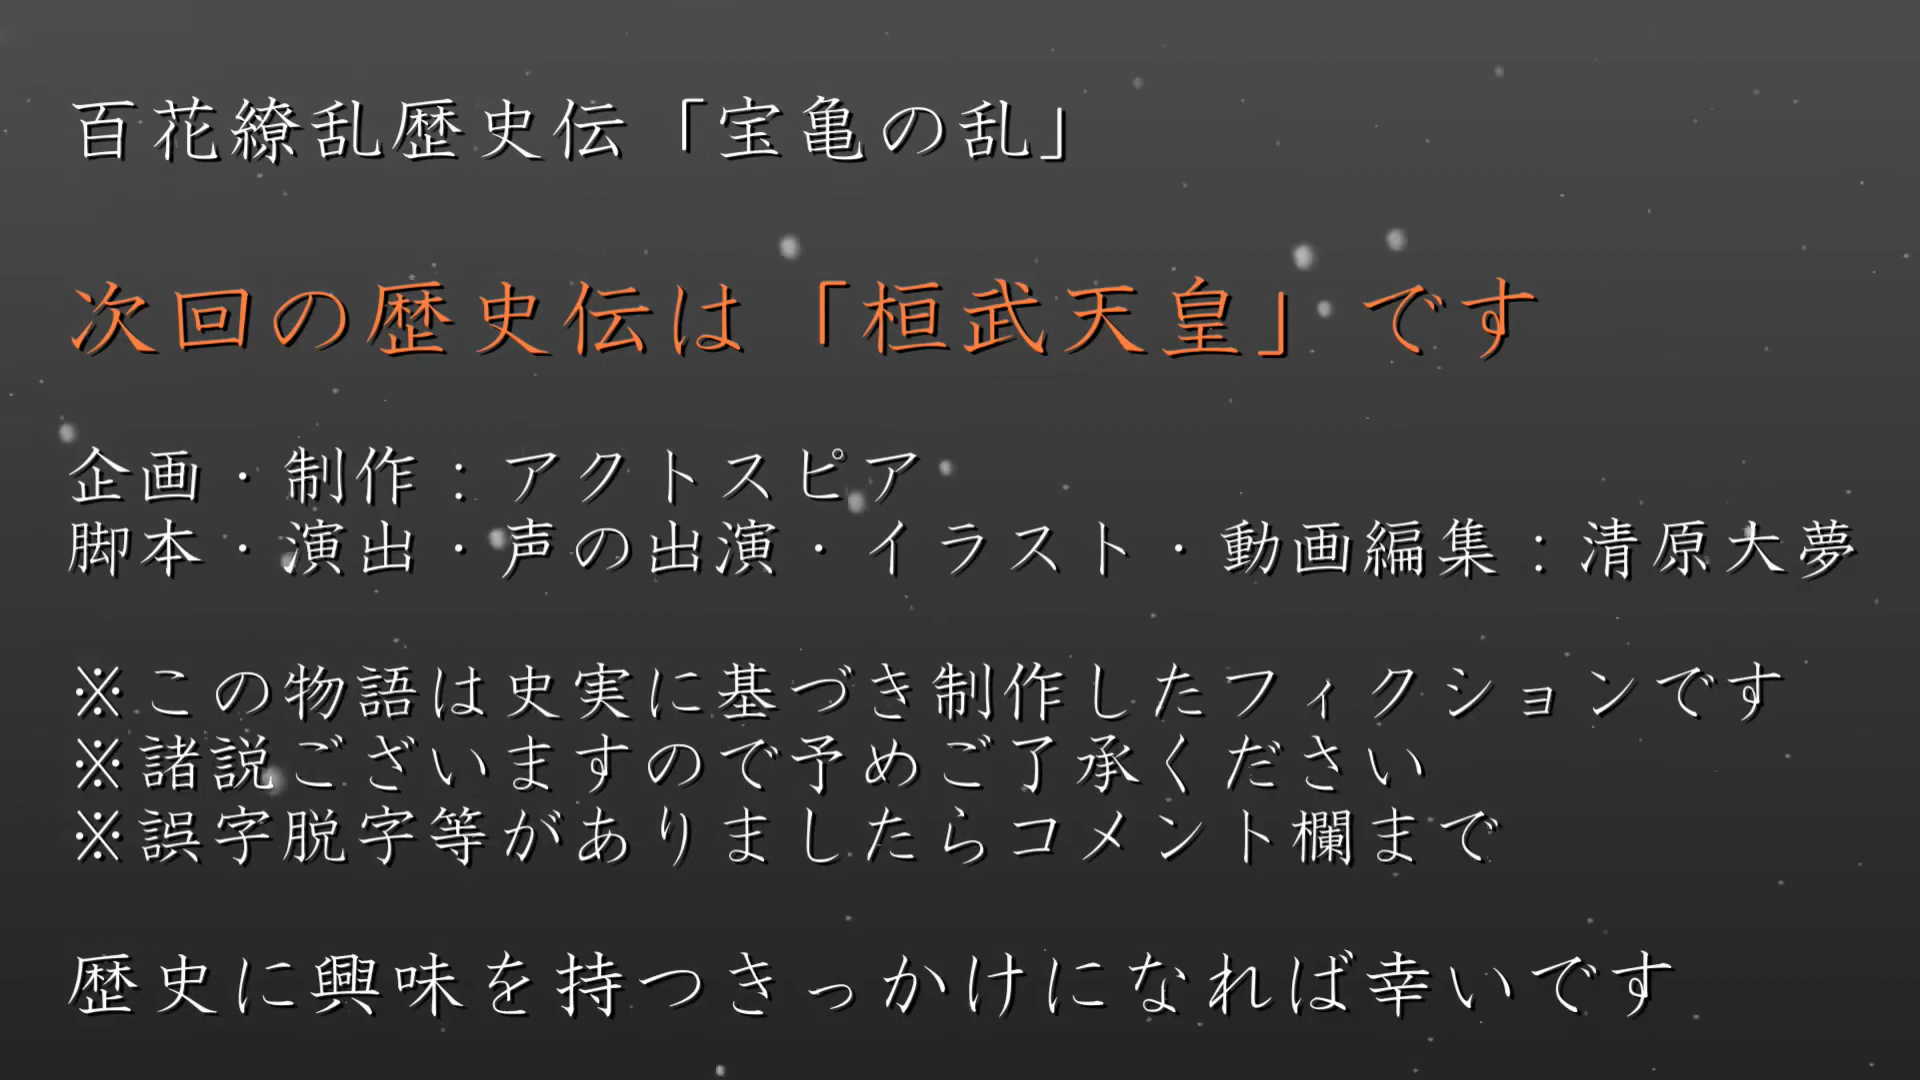 百花繚乱歴史伝「宝亀の乱」
次回の歴史伝は「桓武天皇」です
企画・制作：アクトスピア
脚本・演出・声の出演・イラスト・動画編集：清原大夢
※この物語は史実に基づき制作したフィクションです
※諸説ございますので予めご了承ください
※誤字脱字等がありましたらコメント欄まで
歴史に興味を持つきっかけになれば幸いです